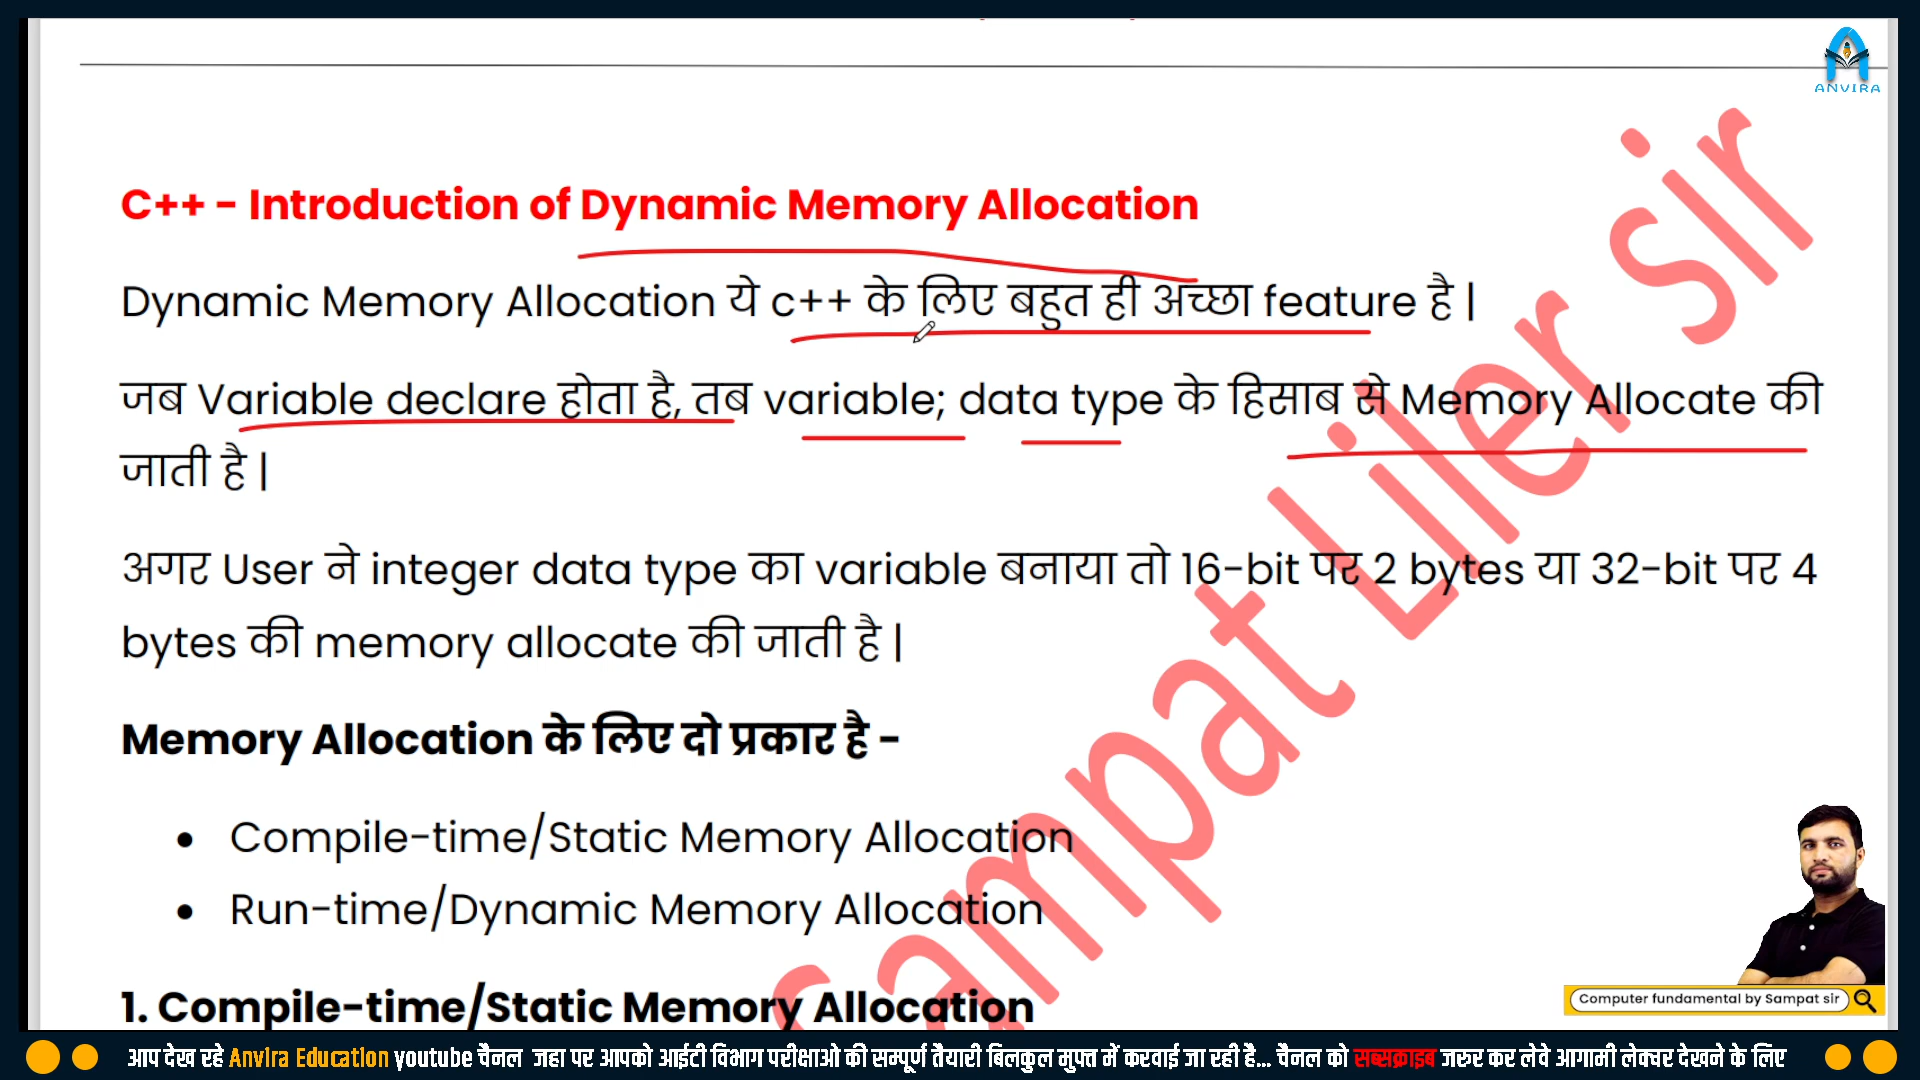 ANVIRA
C++ - Introduction of Dynamic Memory Allocation
Dynamic Memory Allocation ये c++ के लिए बहुत ही अच्छा feature है |
जब Variable declare होता है, तब variable; data type के हिसाब से Memory Allocate की
जाती है |
अगर User ने integer data type का variable बनाया तो 16-bit पर 2 bytes या 32-bit पर 4
bytes की memory allocate की जाती है |
Memory Allocation के लिए दो प्रकार है -
• Compile-time/Static Memory Allocation
• Run-time/Dynamic Memory Allocation
1. Compile-time/Static Memory Allocation
Sampat Liler Sir
Computer fundamental by Sampat sir
आप देख रहे Anvira Education youtube चैनल जहा पर आपको आईटी विभाग परीक्षाओ की सम्पूर्ण तैयारी बिलकुल मुफ्त में करवाई जा रही है... चैनल को सब्सक्राइब जरुर कर लेवे आगामी लेक्चर देखने के लिए